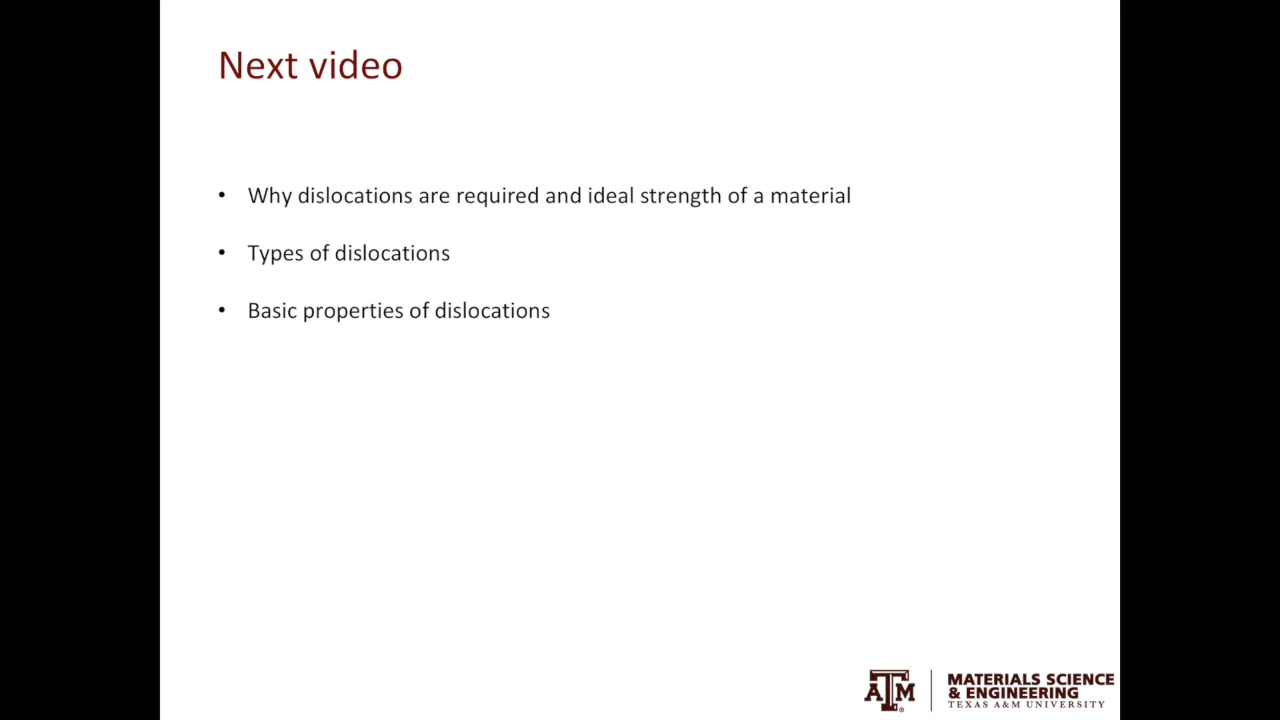 Next video
• Why dislocations are required and ideal strength of a material
• Types of dislocations
• Basic properties of dislocations
ATM®
MATERIALS SCIENCE
& ENGINEERING
TEXAS A&M UNIVERSITY